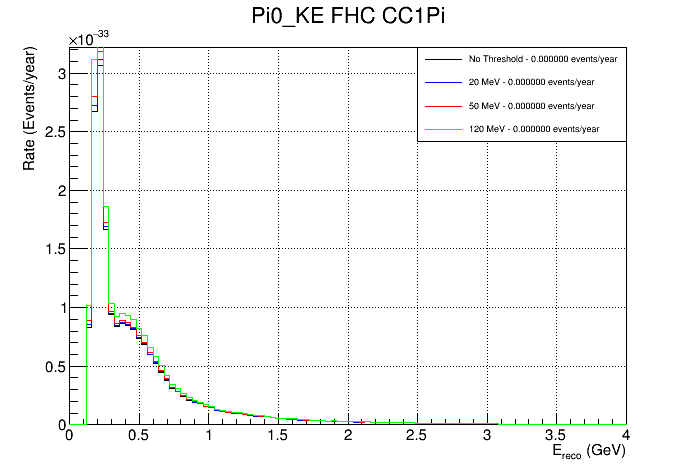 Pi0_KE FHC CC1Pi
×10⁻³³
Rate (Events/year)
3
2.5
2
1.5
1
0.5
0
No Threshold - 0.000000 events/year
20 MeV - 0.000000 events/year
50 MeV - 0.000000 events/year
120 MeV - 0.000000 events/year
0 0.5 1 1.5 2 2.5 3 3.5 4
E_reco (GeV)